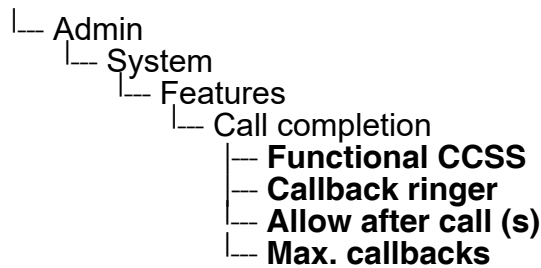 Admin
System
Features
Call completion
Functional CCSS
Callback ringer
Allow after call (s)
Max. callbacks